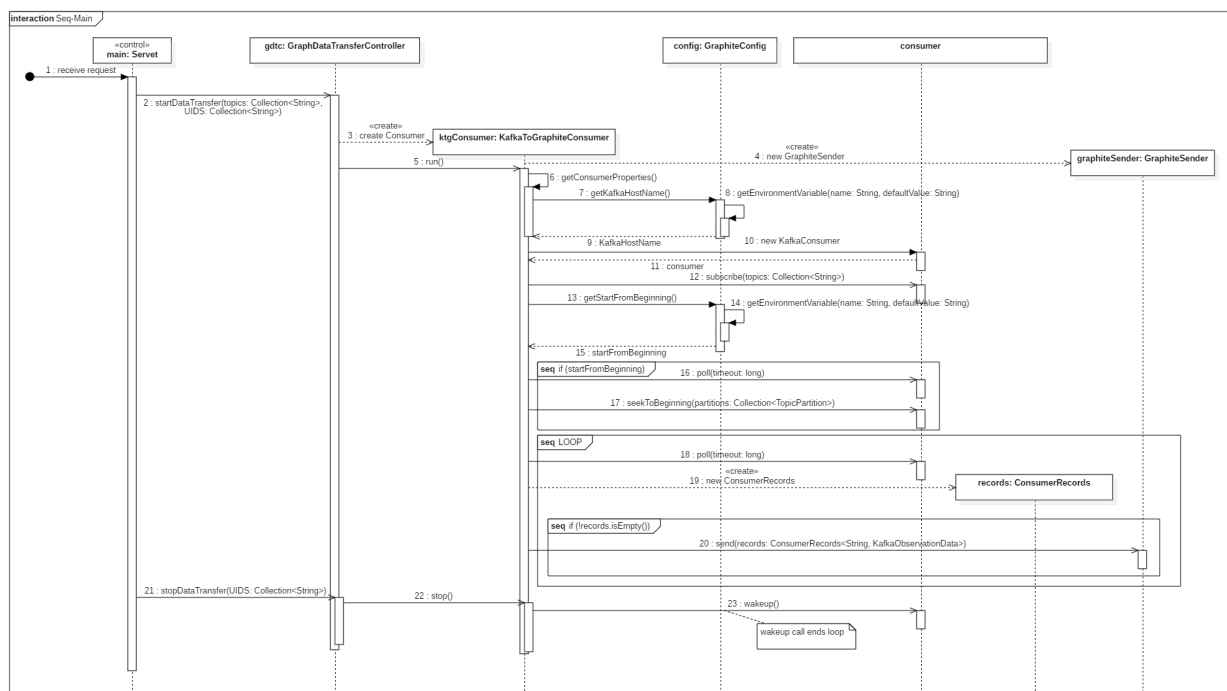 interaction Seq-Main
«control»
main: Servet
gdtc: GraphDataTransferController
config: GraphiteConfig
consumer
1 : receive request
2 : startDataTransfer(topics: Collection<String>,
UIDS: Collection<String>)
«create»
3 : create Consumer
ktgConsumer: KafkaToGraphiteConsumer
«create»
4 : new GraphiteSender
graphiteSender: GraphiteSender
5 : run()
6 : getConsumerProperties()
7 : getKafkaHostName()
8 : getEnvironmentVariable(name: String, defaultValue: String)
9 : KafkaHostName
10 : new KafkaConsumer
11 : consumer
12 : subscribe(topics: Collection<String>)
13 : getStartFromBeginning()
14 : getEnvironmentVariable(name: String, defaultValue: String)
15 : startFromBeginning
seq if (startFromBeginning)
16 : poll(timeout: long)
17 : seekToBeginning(partitions: Collection<TopicPartition>)
seq LOOP
18 : poll(timeout: long)
«create»
19 : new ConsumerRecords
records: ConsumerRecords
seq if (!records.isEmpty())
20 : send(records: ConsumerRecords<String, KafkaObservationData>)
21 : stopDataTransfer(UIDS: Collection<String>)
22 : stop()
23 : wakeup()
wakeup call ends loop